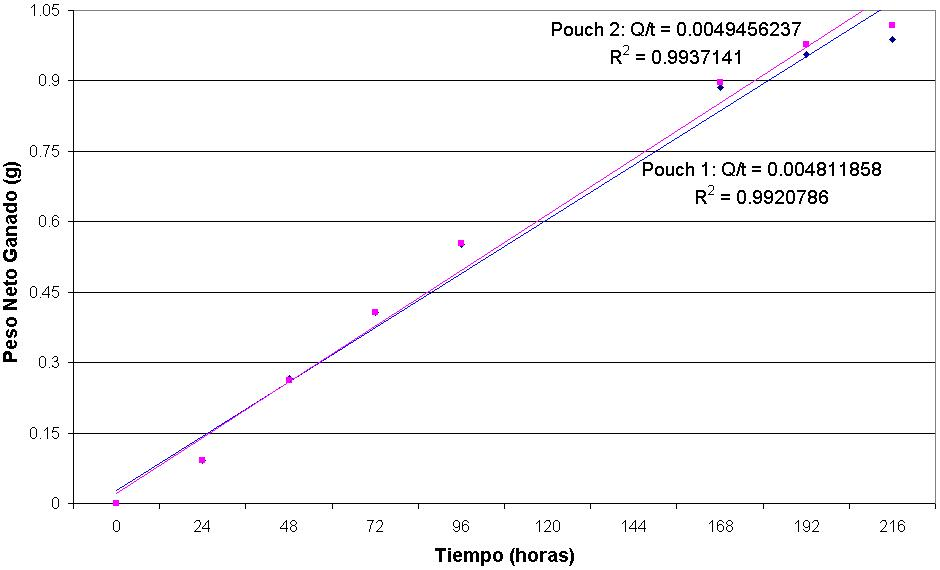 1.05
Pouch 2: Q/t = 0.0049456237
R² = 0.9937141
0.9
0.75
Pouch 1: Q/t = 0.004811858
R² = 0.9920786
0.6
0.45
0.3
0.15
0
Peso Neto Ganado (g)
0 24 48 72 96 120 144 168 192 216
Tiempo (horas)